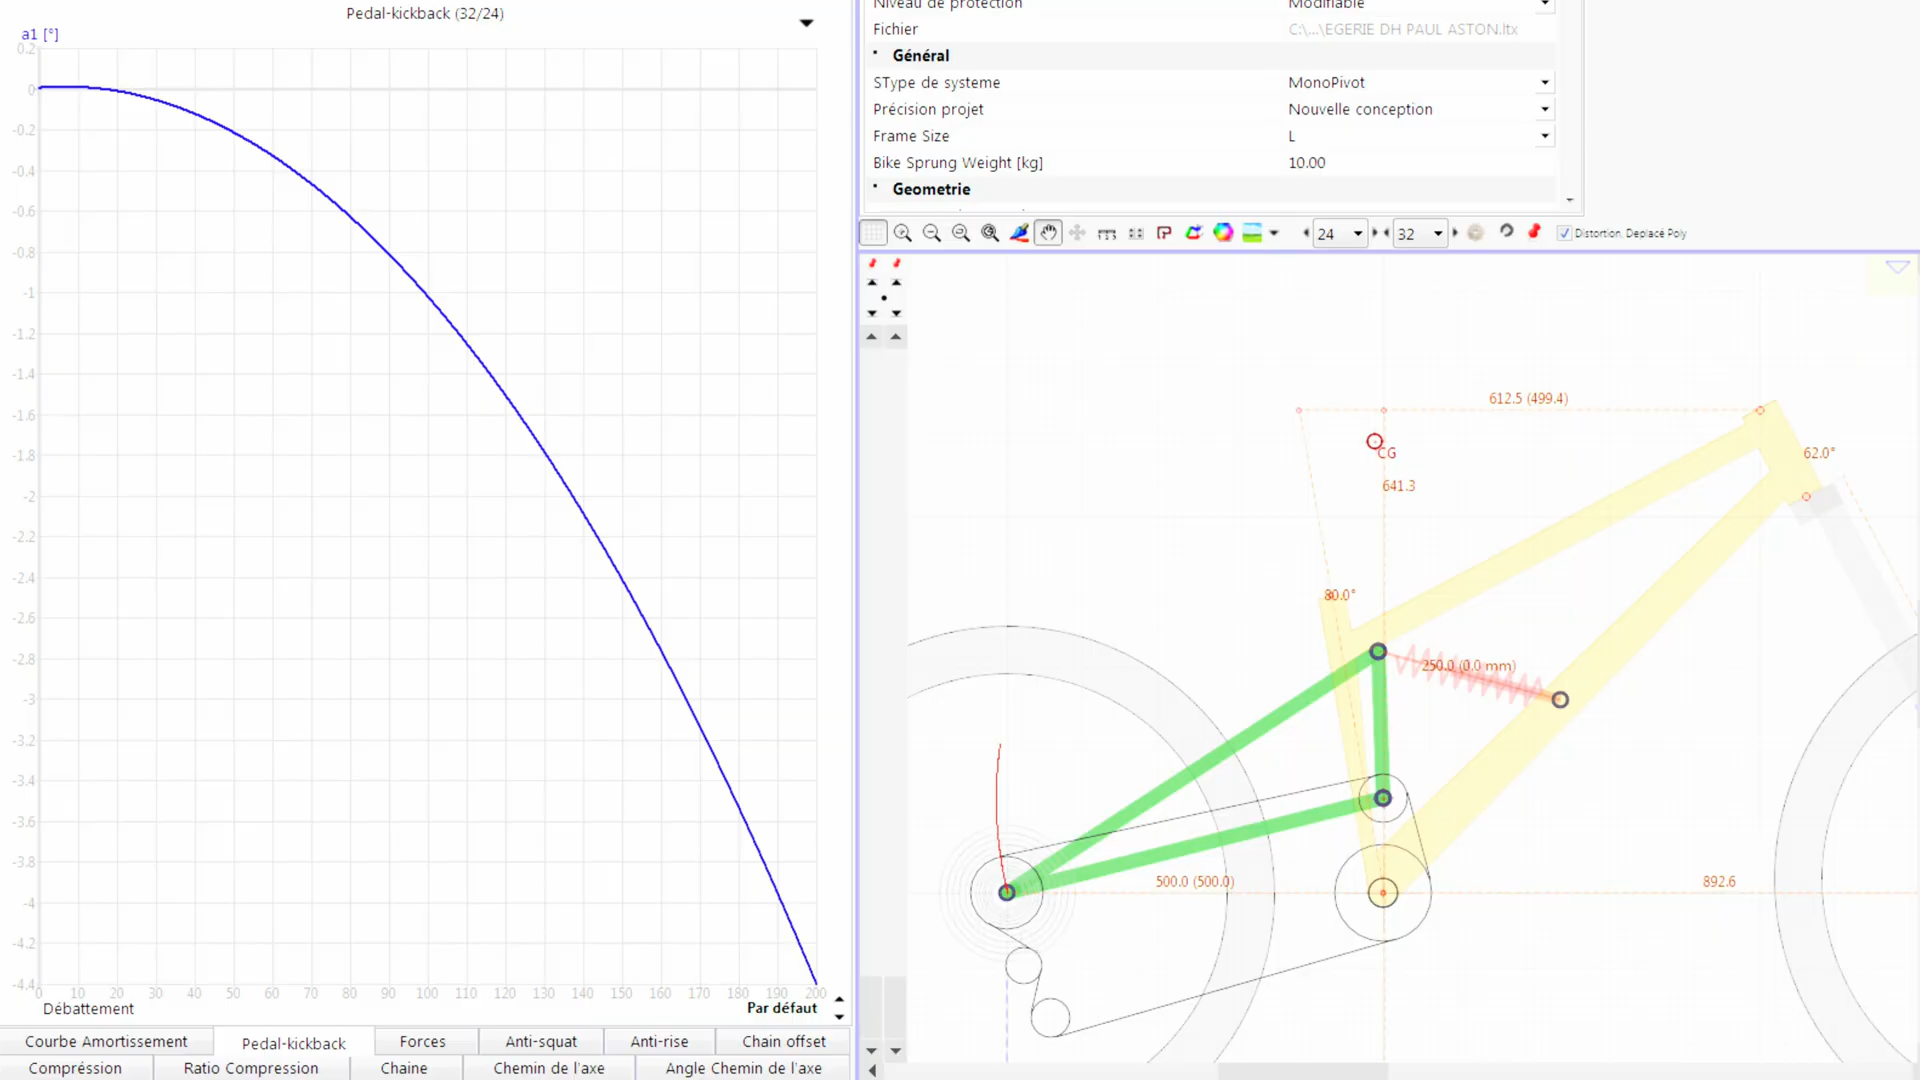 Pedal-kickback (32/24)
a1 [°]
0.2
0
-0.2
-0.4
-0.6
-0.8
-1
-1.2
-1.4
-1.6
-1.8
-2
-2.2
-2.4
-2.6
-2.8
-3
-3.2
-3.4
-3.6
-3.8
-4
-4.2
-4.4
0 10 20 30 40 50 60 70 80 90 100 110 120 130 140 150 160 170 180 190 200
Débattement
Par défaut
Courbe Amortissement Pedal-kickback Forces Anti-squat Anti-rise Chain offset
Compréssion Ratio Compression Chaine Chemin de l'axe Angle Chemin de l'axe
Niveau de protection Modifiable
Fichier C:\...\EGERIE DH PAUL ASTON.ltx
Général
SType de systeme MonoPivot
Précision projet Nouvelle conception
Frame Size L
Bike Sprung Weight [kg] 10.00
Geometrie
24 32 Distortion. Deplacé Poly
612.5 (499.4)
CG
62.0°
641.3
80.0°
250.0 (0.0 mm)
500.0 (500.0)
892.6